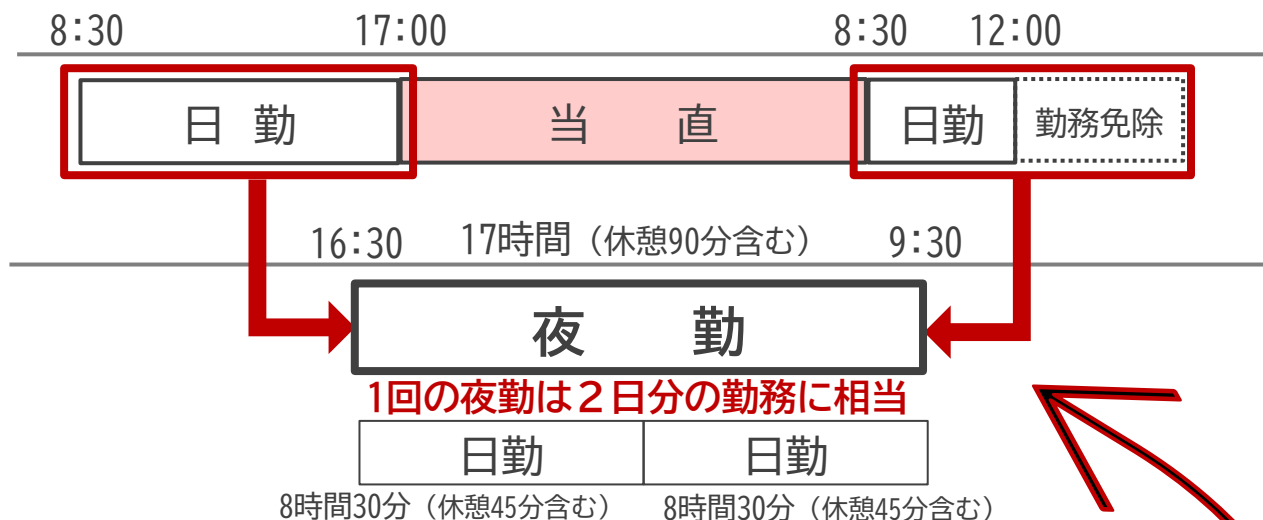 8:30 17:00 8:30 12:00
日 勤 当 直 日勤 勤務免除
16:30 17時間（休憩90分含む） 9:30
夜 勤
1回の夜勤は２日分の勤務に相当
日勤 日勤
8時間30分（休憩45分含む） 8時間30分（休憩45分含む）